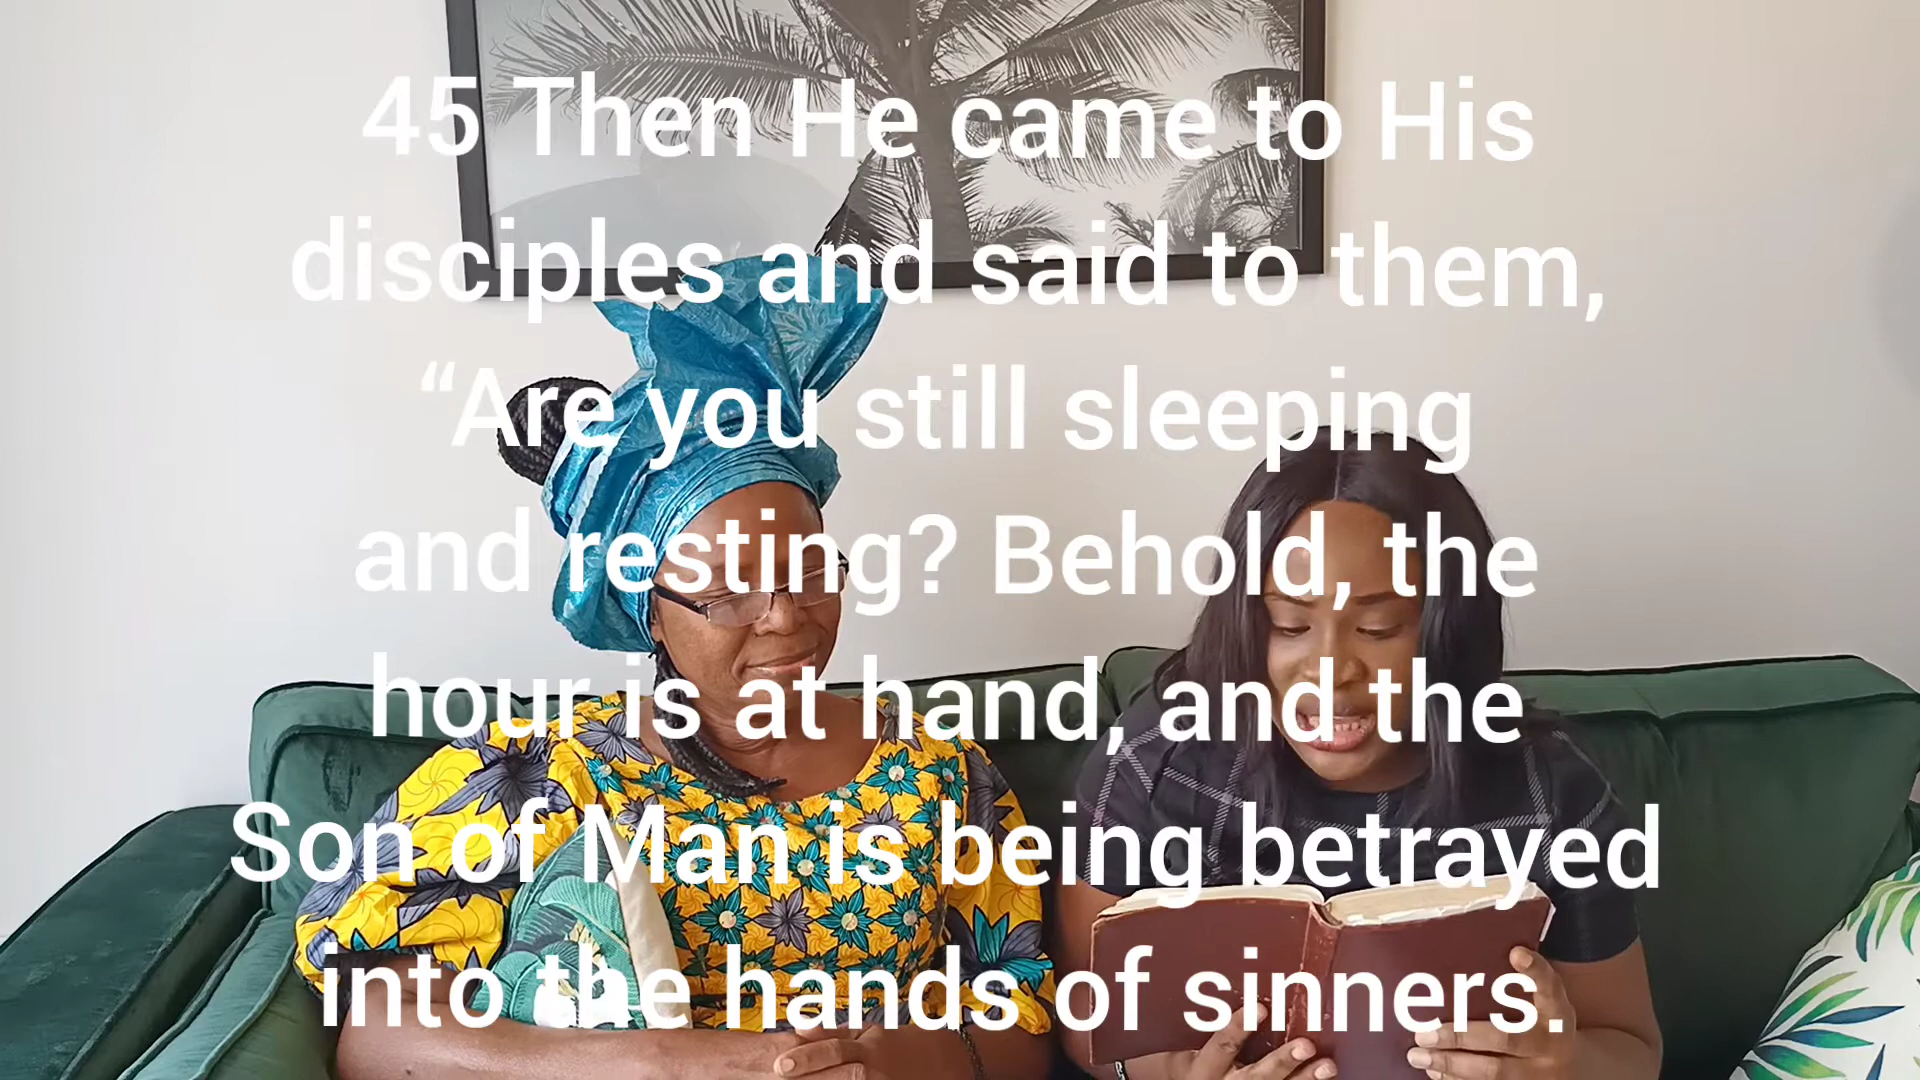 45 Then He came to His
disciples and said to them,
“Are you still sleeping
and resting? Behold, the
hour is at hand, and the
Son of Man is being betrayed
into the hands of sinners.